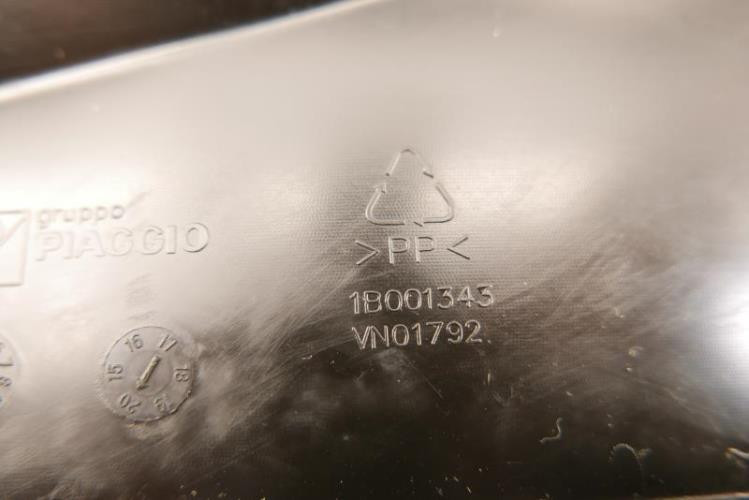 gruppo
PIAGGIO
>PP<
1B001343
VN01792
15 16 17 18 19 20